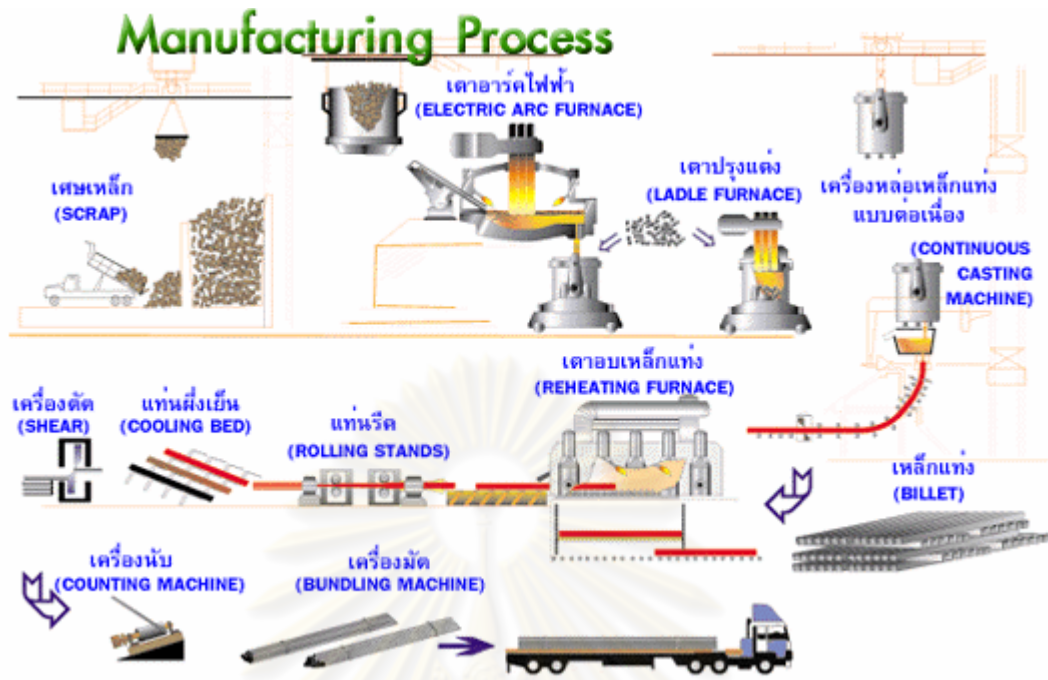 Manufacturing Process
เตาอาร์คไฟฟ้า
(ELECTRIC ARC FURNACE)
เศษเหล็ก
(SCRAP)
เตาปรุงแต่ง
(LADLE FURNACE)
เครื่องหล่อเหล็กแท่ง
แบบต่อเนื่อง
(CONTINUOUS
CASTING
MACHINE)
เครื่องตัด
(SHEAR)
แท่นผึ่งเย็น
(COOLING BED)
แท่นรีด
(ROLLING STANDS)
เตาอบเหล็กแท่ง
(REHEATING FURNACE)
เหล็กแท่ง
(BILLET)
เครื่องนับ
(COUNTING MACHINE)
เครื่องมัด
(BUNDLING MACHINE)